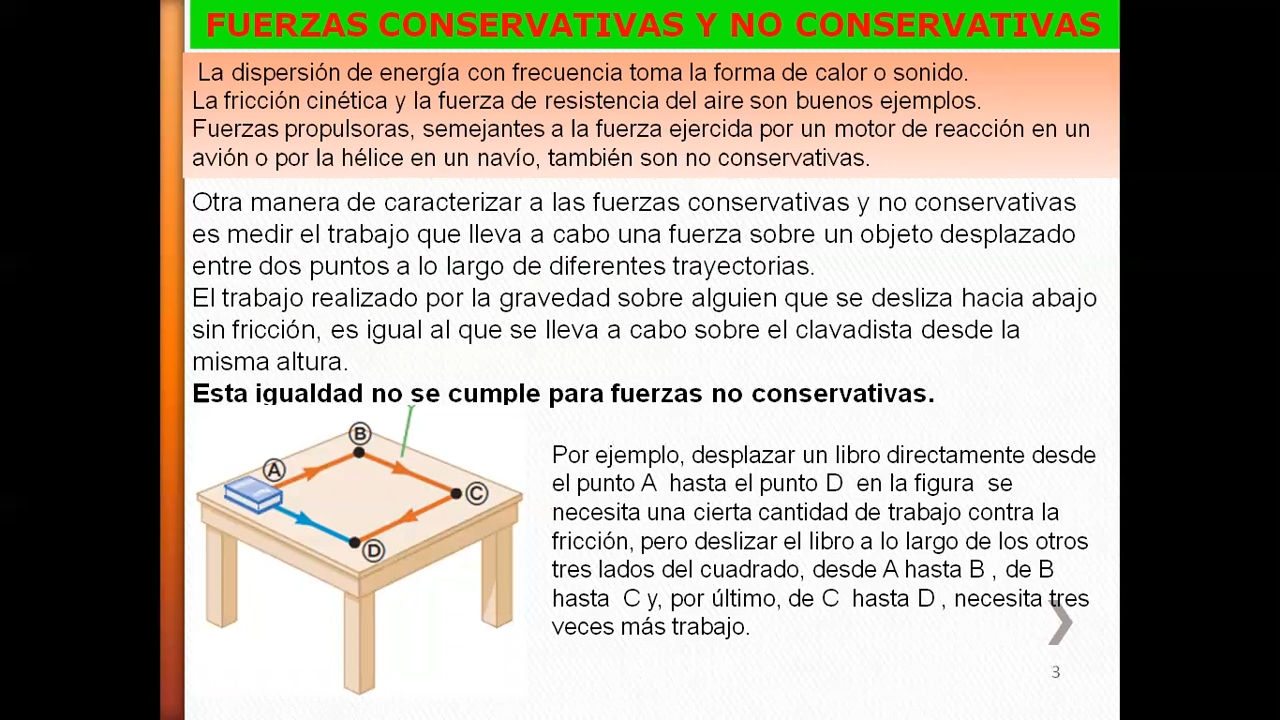 FUERZAS CONSERVATIVAS Y NO CONSERVATIVAS
La dispersión de energía con frecuencia toma la forma de calor o sonido.
La fricción cinética y la fuerza de resistencia del aire son buenos ejemplos.
Fuerzas propulsoras, semejantes a la fuerza ejercida por un motor de reacción en un
avión o por la hélice en un navío, también son no conservativas.
Otra manera de caracterizar a las fuerzas conservativas y no conservativas
es medir el trabajo que lleva a cabo una fuerza sobre un objeto desplazado
entre dos puntos a lo largo de diferentes trayectorias.
El trabajo realizado por la gravedad sobre alguien que se desliza hacia abajo
sin fricción, es igual al que se lleva a cabo sobre el clavadista desde la
misma altura.
Esta igualdad no se cumple para fuerzas no conservativas.
B
A
C
D
Por ejemplo, desplazar un libro directamente desde
el punto A hasta el punto D en la figura se
necesita una cierta cantidad de trabajo contra la
fricción, pero deslizar el libro a lo largo de los otros
tres lados del cuadrado, desde A hasta B , de B
hasta C y, por último, de C hasta D , necesita tres
veces más trabajo.
3